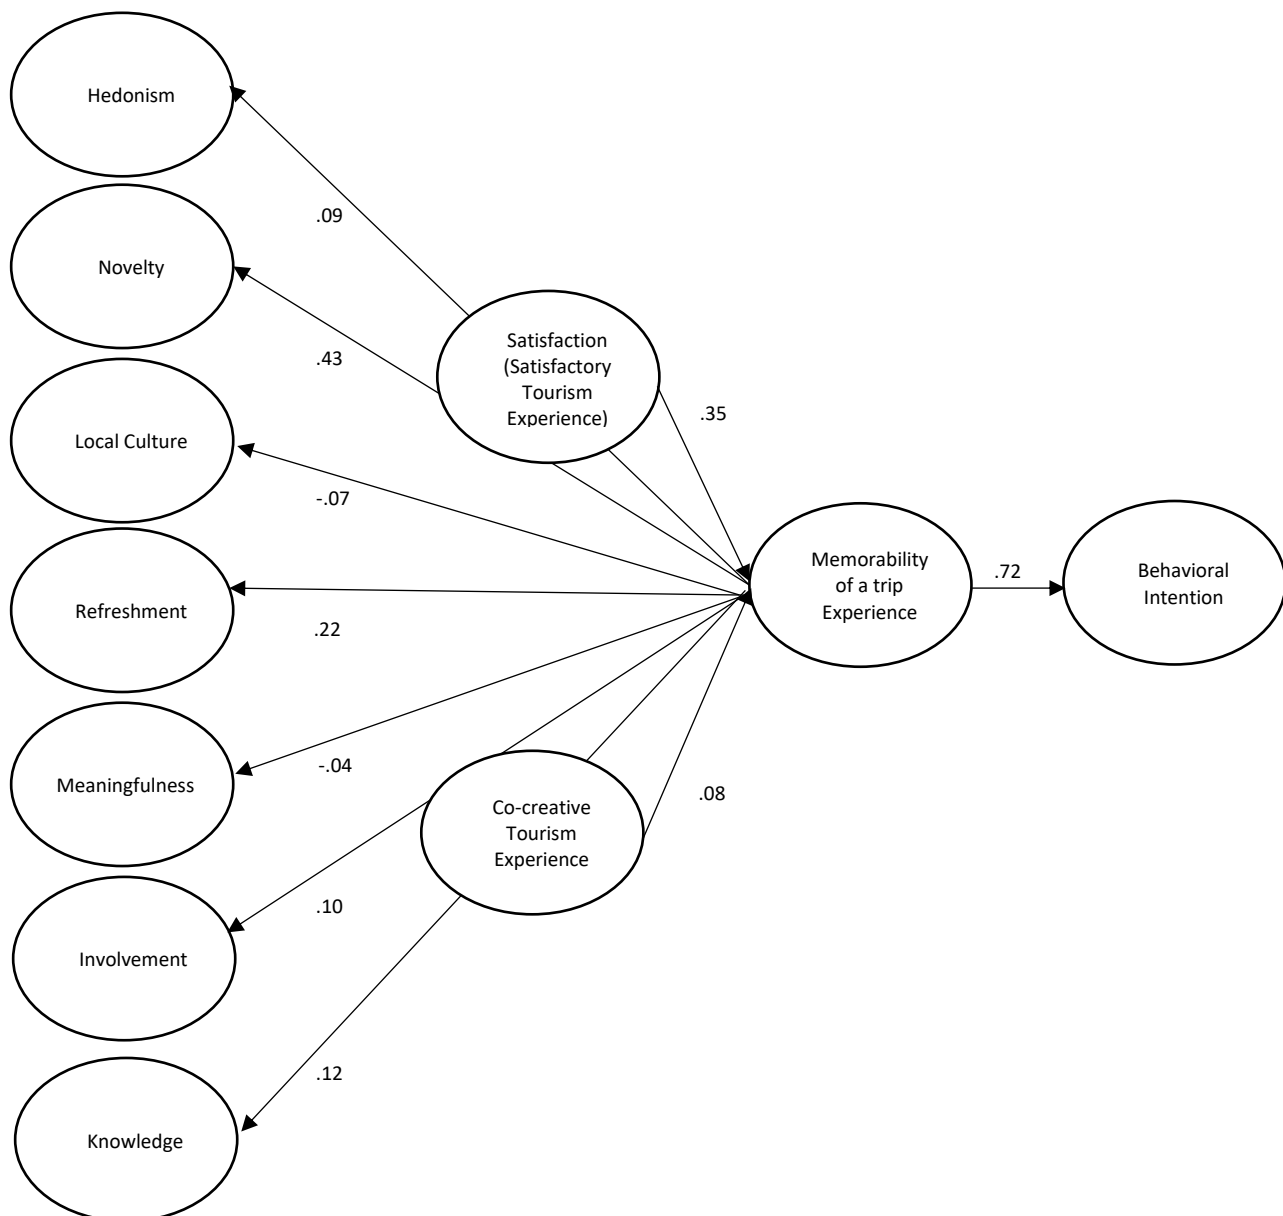 Hedonism
.09
Novelty
.43
Satisfaction
(Satisfactory
Tourism
Experience)
.35
Local Culture
-.07
Memorability
of a trip
Experience
.72
Behavioral
Intention
Refreshment
.22
Meaningfulness
-.04
Co-creative
Tourism
Experience
.08
Involvement
.10
Knowledge
.12